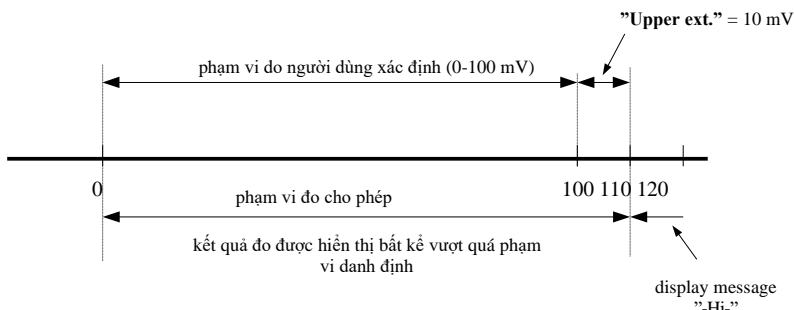 ”Upper ext.” = 10 mV
phạm vi do người dùng xác định (0-100 mV)
0
100 110 120
phạm vi đo cho phép
kết quả đo được hiển thị bất kể vượt quá phạm
vi danh định
display message
”-Hi-”